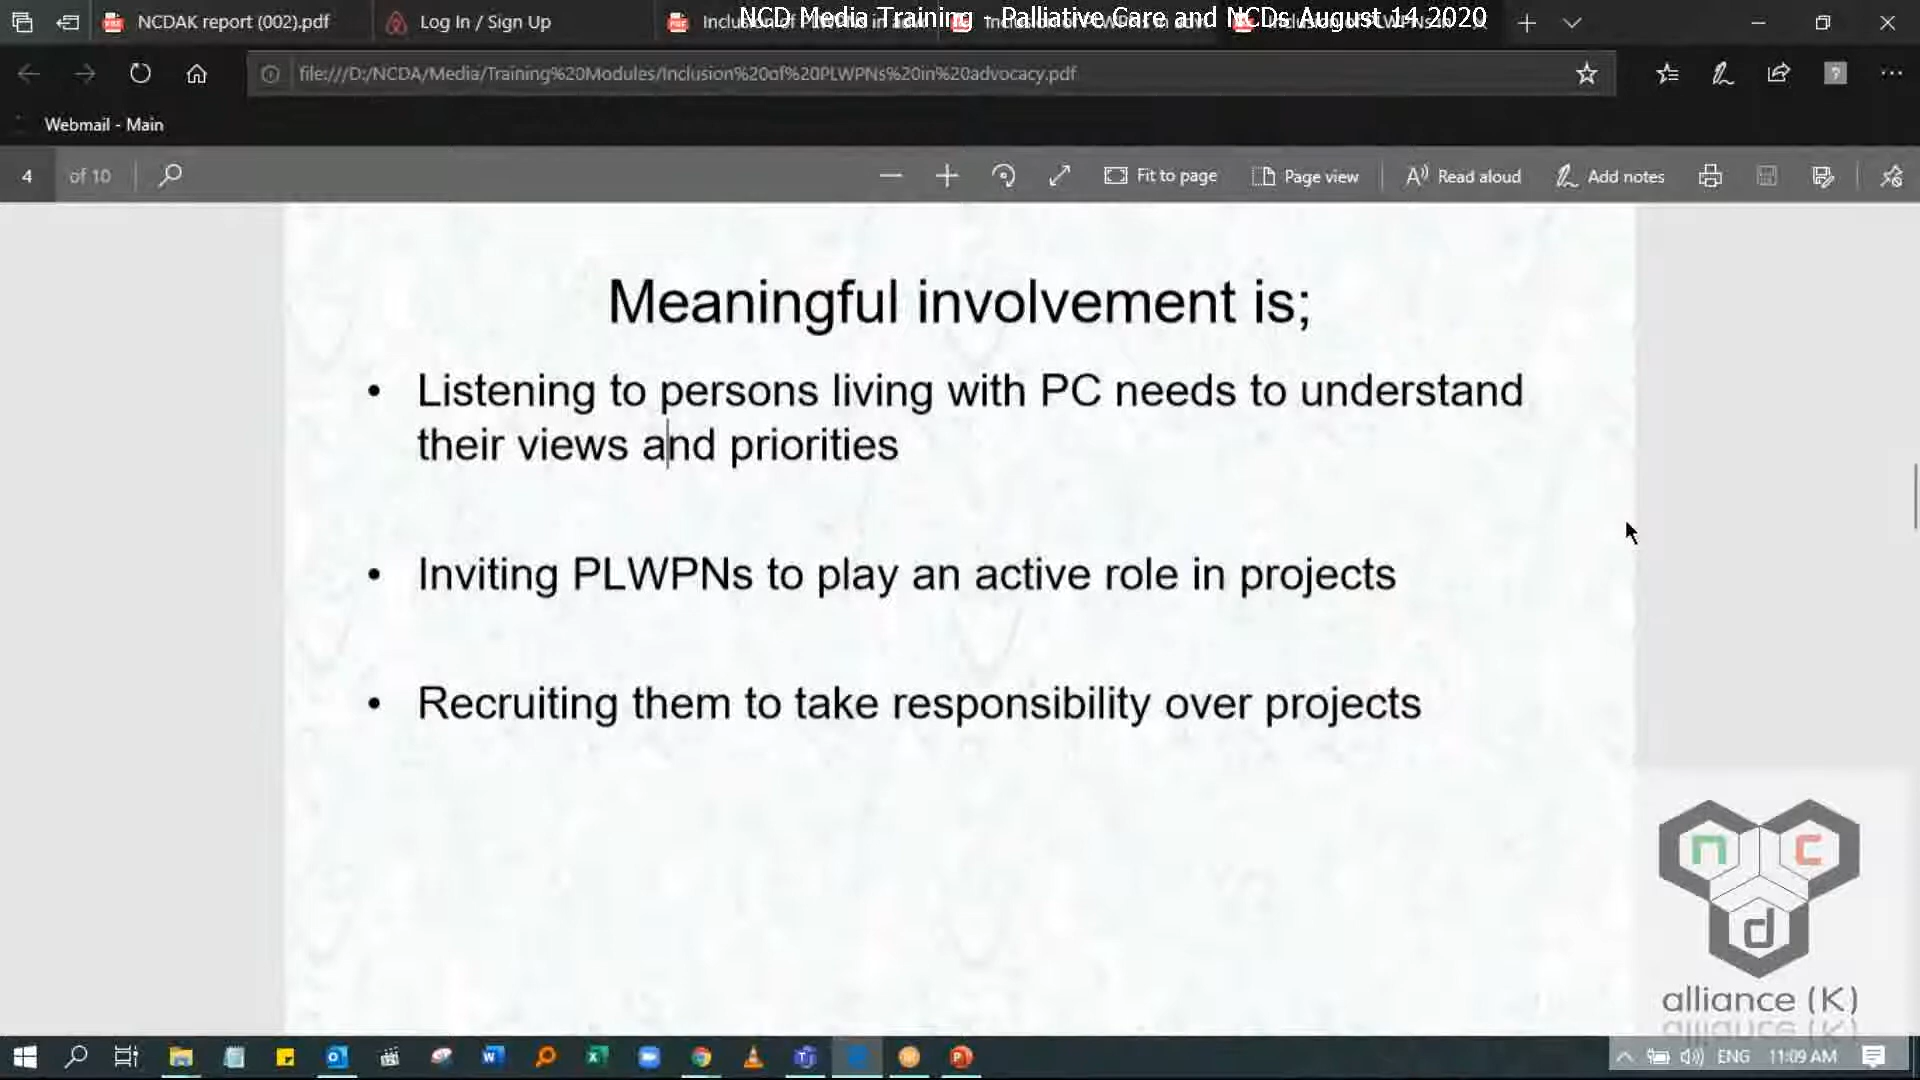 NCD Media Training - Palliative Care and NCDs August 14 2020
NCDAK report (002).pdf
Log In / Sign Up
file:///D:/NCDA/Media/Training%20Modules/Inclusion%20of%20PLWPNs%20in%20advocacy.pdf
Webmail - Main
4 of 10
Fit to page
Page view
Read aloud
Add notes
Meaningful involvement is;
• Listening to persons living with PC needs to understand
their views and priorities
• Inviting PLWPNs to play an active role in projects
• Recruiting them to take responsibility over projects
n c
d
alliance (K)
ENG 11:09 AM